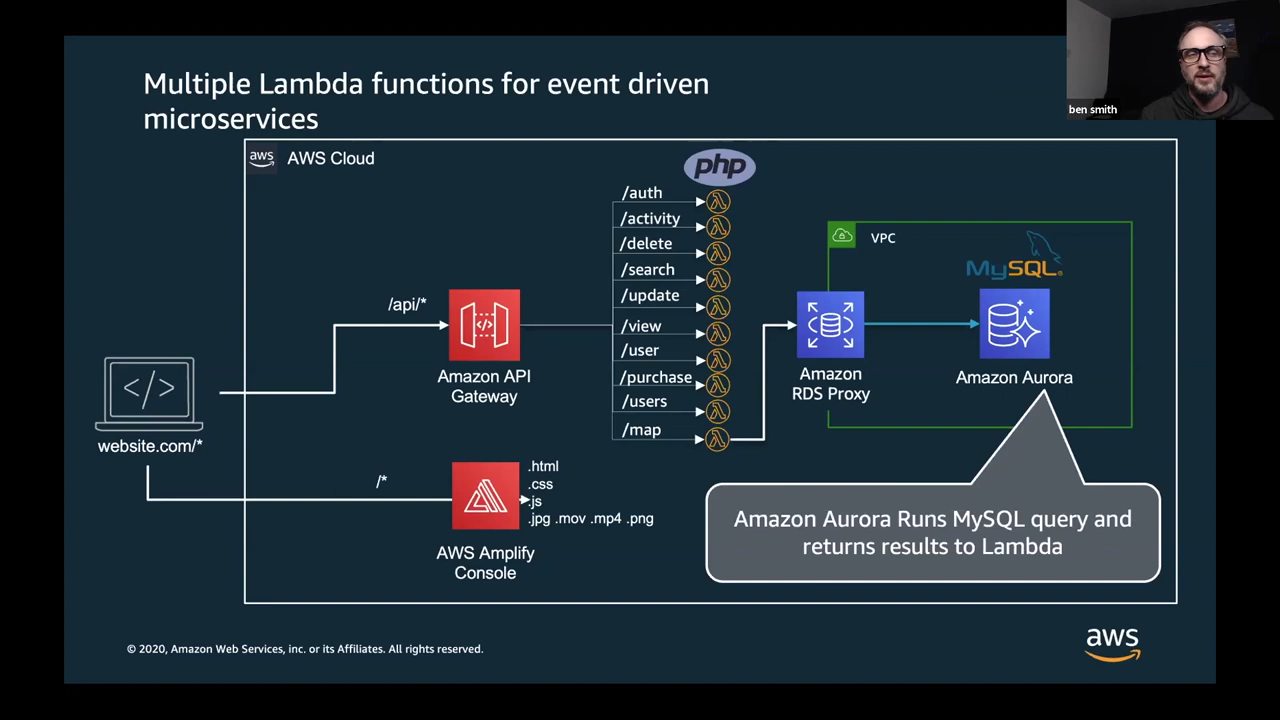 ben smith
Multiple Lambda functions for event driven
microservices
aws
AWS Cloud
php
/auth
/activity
/delete
/search
/update
/view
/user
/purchase
/users
/map
/api/*
</>
Amazon API
Gateway
VPC
MySQL®
Amazon
RDS Proxy
Amazon Aurora
</>
website.com/*
/*
.html
.css
.js
.jpg .mov .mp4 .png
AWS Amplify
Console
Amazon Aurora Runs MySQL query and
returns results to Lambda
© 2020, Amazon Web Services, inc. or its Affiliates. All rights reserved.
aws